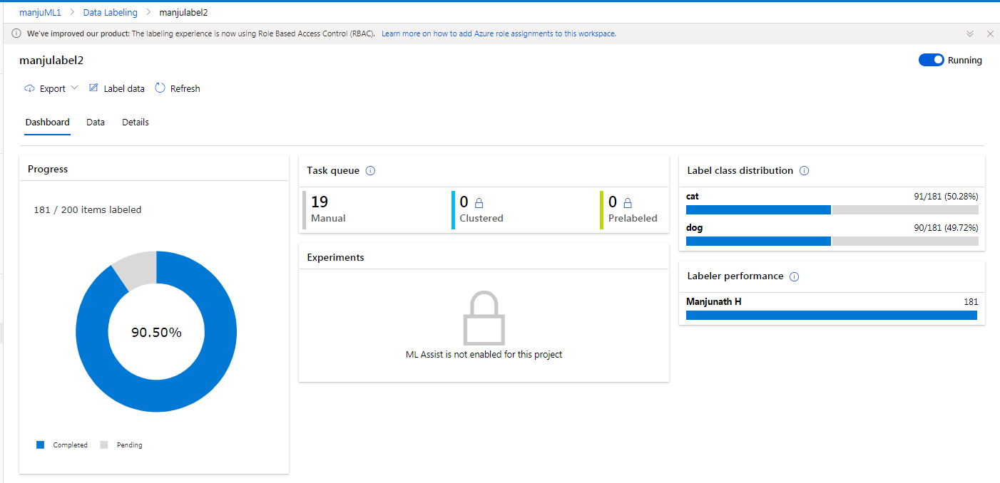 manjuML1 > Data Labeling > manjulabel2
We've improved our product: The labeling experience is now using Role Based Access Control (RBAC). Learn more on how to add Azure role assignments to this workspace.
manjulabel2
Running
Export Label data Refresh
Dashboard Data Details
Progress
181 / 200 items labeled
90.50%
Completed Pending
Task queue
19 0 0
Manual Clustered Prelabeled
Experiments
ML Assist is not enabled for this project
Label class distribution
cat 91/181 (50.28%)
dog 90/181 (49.72%)
Labeler performance
Manjunath H 181